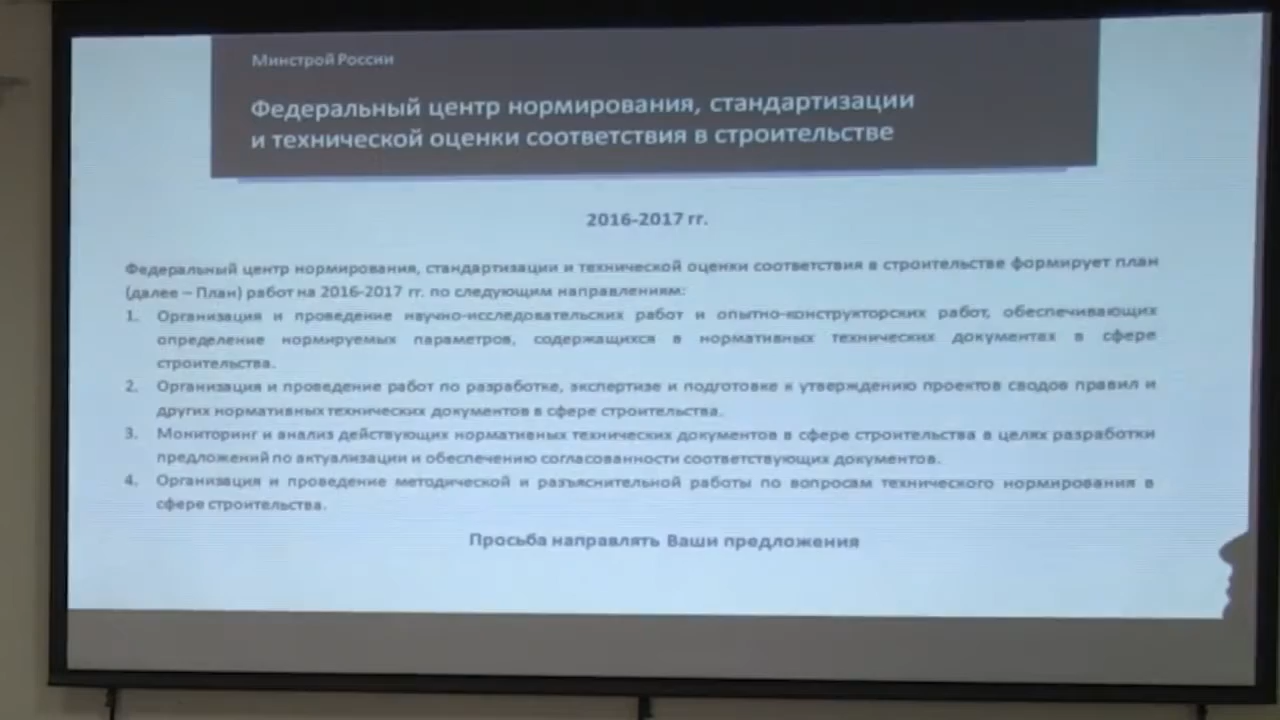 Минстрой России
Федеральный центр нормирования, стандартизации
и технической оценки соответствия в строительстве
2016-2017 гг.
Федеральный центр нормирования, стандартизации и технической оценки соответствия в строительстве формирует план
(далее – План) работ на 2016-2017 гг. по следующим направлениям:
1. Организация и проведение научно-исследовательских работ и опытно-конструкторских работ, обеспечивающих
определение нормируемых параметров, содержащихся в нормативных технических документах в сфере
строительства.
2. Организация и проведение работ по разработке, экспертизе и подготовке к утверждению проектов сводов правил и
других нормативных технических документов в сфере строительства.
3. Мониторинг и анализ действующих нормативных технических документов в сфере строительства в целях разработки
предложений по актуализации и обеспечению согласованности соответствующих документов.
4. Организация и проведение методической и разъяснительной работы по вопросам технического нормирования в
сфере строительства.
Просьба направлять Ваши предложения